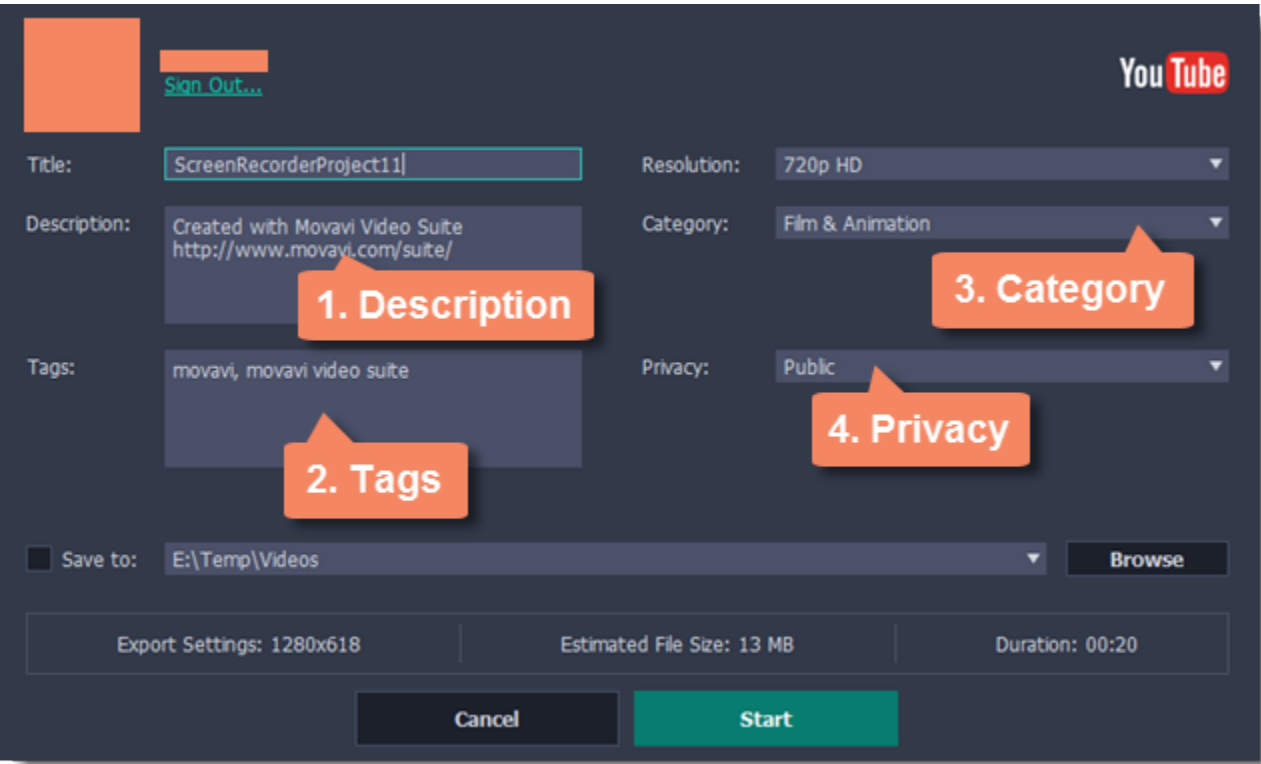 Sign Out...
YouTube
Title: ScreenRecorderProject11
Resolution: 720p HD
Description: Created with Movavi Video Suite
http://www.movavi.com/suite/
Category: Film & Animation
1. Description
3. Category
Tags: movavi, movavi video suite
Privacy: Public
2. Tags
4. Privacy
Save to: E:\Temp\Videos
Browse
Export Settings: 1280x618
Estimated File Size: 13 MB
Duration: 00:20
Cancel
Start